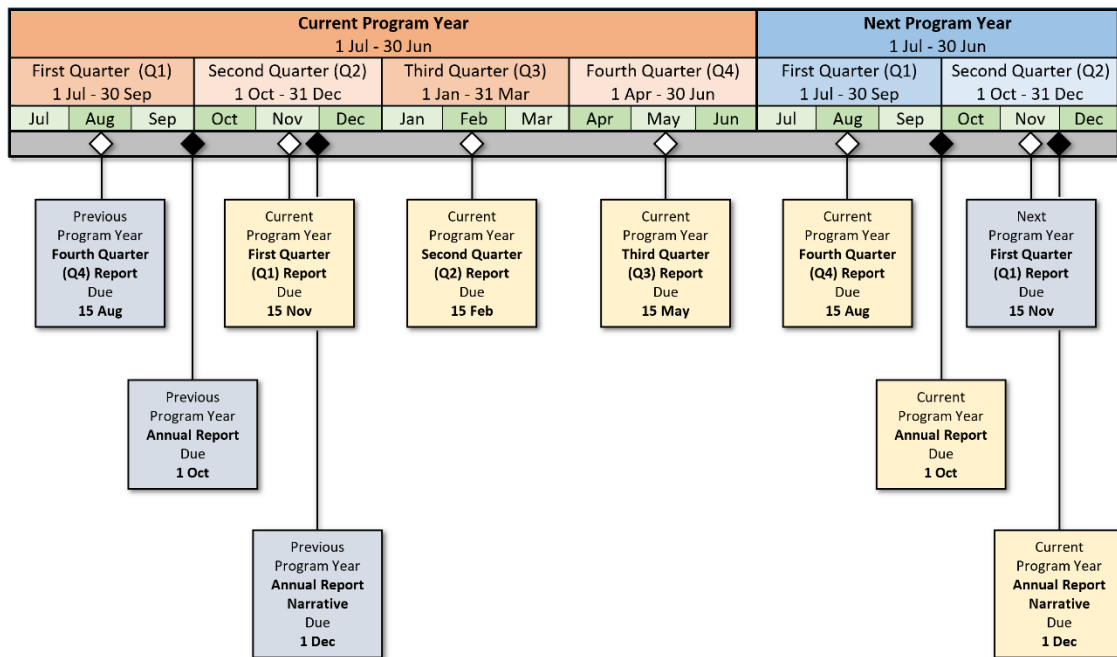 Current Program Year
1 Jul - 30 Jun
Next Program Year
1 Jul - 30 Jun
First Quarter (Q1)
1 Jul - 30 Sep
Second Quarter (Q2)
1 Oct - 31 Dec
Third Quarter (Q3)
1 Jan - 31 Mar
Fourth Quarter (Q4)
1 Apr - 30 Jun
First Quarter (Q1)
1 Jul - 30 Sep
Second Quarter (Q2)
1 Oct - 31 Dec
Jul Aug Sep Oct Nov Dec Jan Feb Mar Apr May Jun Jul Aug Sep Oct Nov Dec
Previous
Program Year
Fourth Quarter
(Q4) Report
Due
15 Aug
Current
Program Year
First Quarter
(Q1) Report
Due
15 Nov
Current
Program Year
Second Quarter
(Q2) Report
Due
15 Feb
Current
Program Year
Third Quarter
(Q3) Report
Due
15 May
Current
Program Year
Fourth Quarter
(Q4) Report
Due
15 Aug
Next
Program Year
First Quarter
(Q1) Report
Due
15 Nov
Previous
Program Year
Annual Report
Due
1 Oct
Current
Program Year
Annual Report
Due
1 Oct
Previous
Program Year
Annual Report
Narrative
Due
1 Dec
Current
Program Year
Annual Report
Narrative
Due
1 Dec